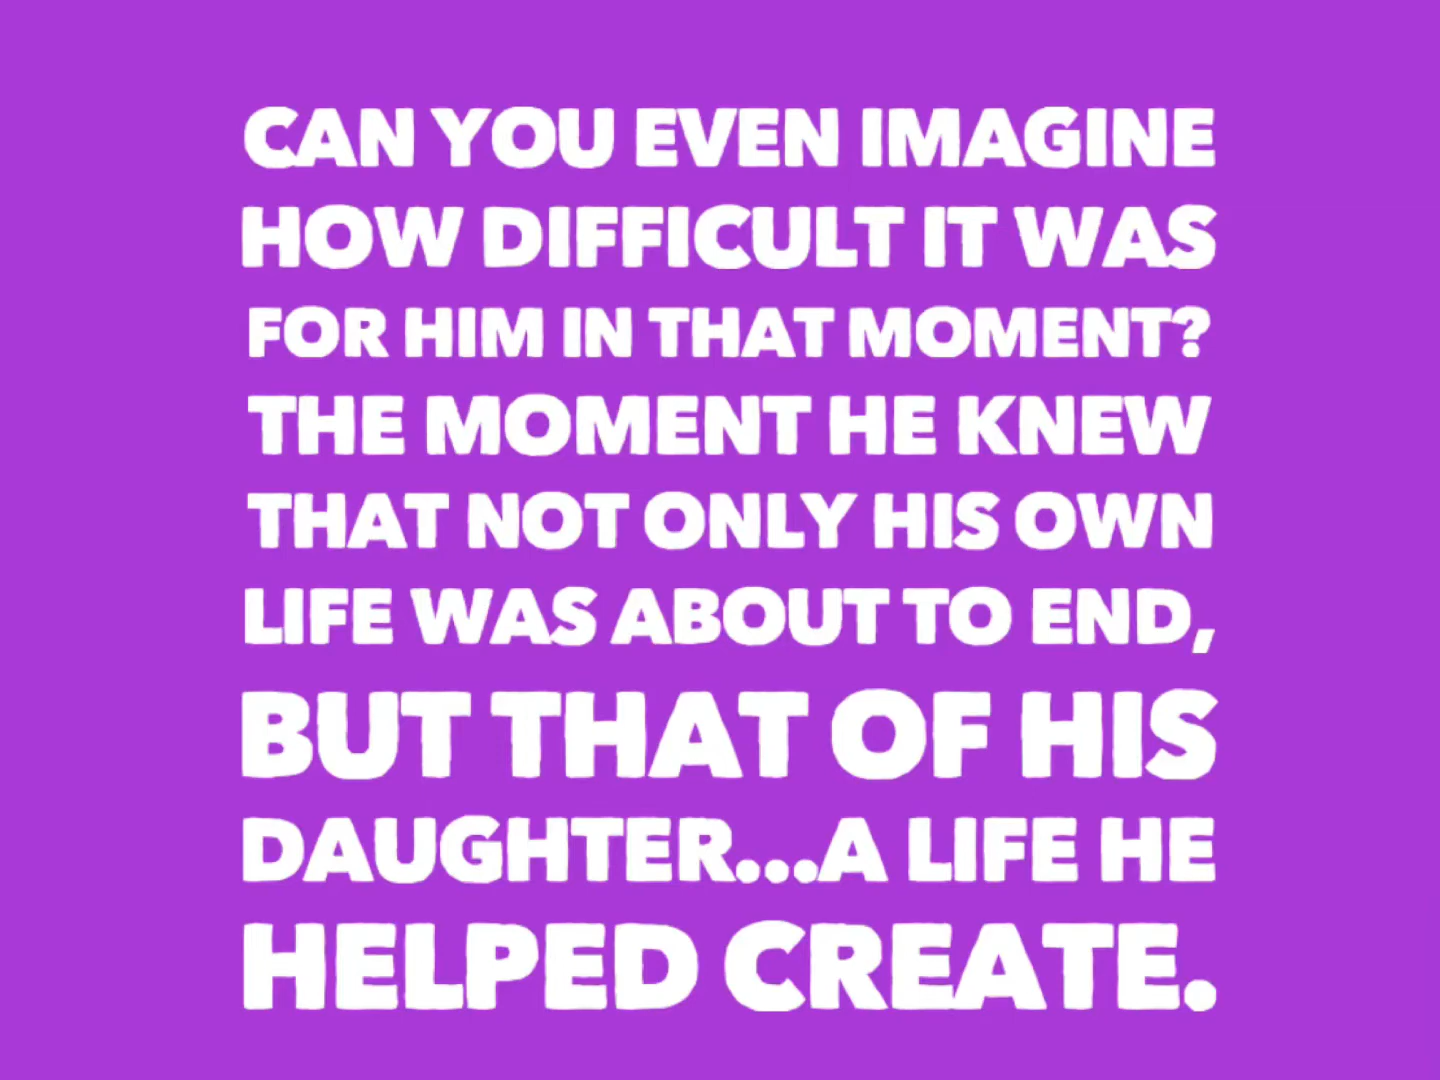 CAN YOU EVEN IMAGINE
HOW DIFFICULT IT WAS
FOR HIM IN THAT MOMENT?
THE MOMENT HE KNEW
THAT NOT ONLY HIS OWN
LIFE WAS ABOUT TO END,
BUT THAT OF HIS
DAUGHTER...A LIFE HE
HELPED CREATE.